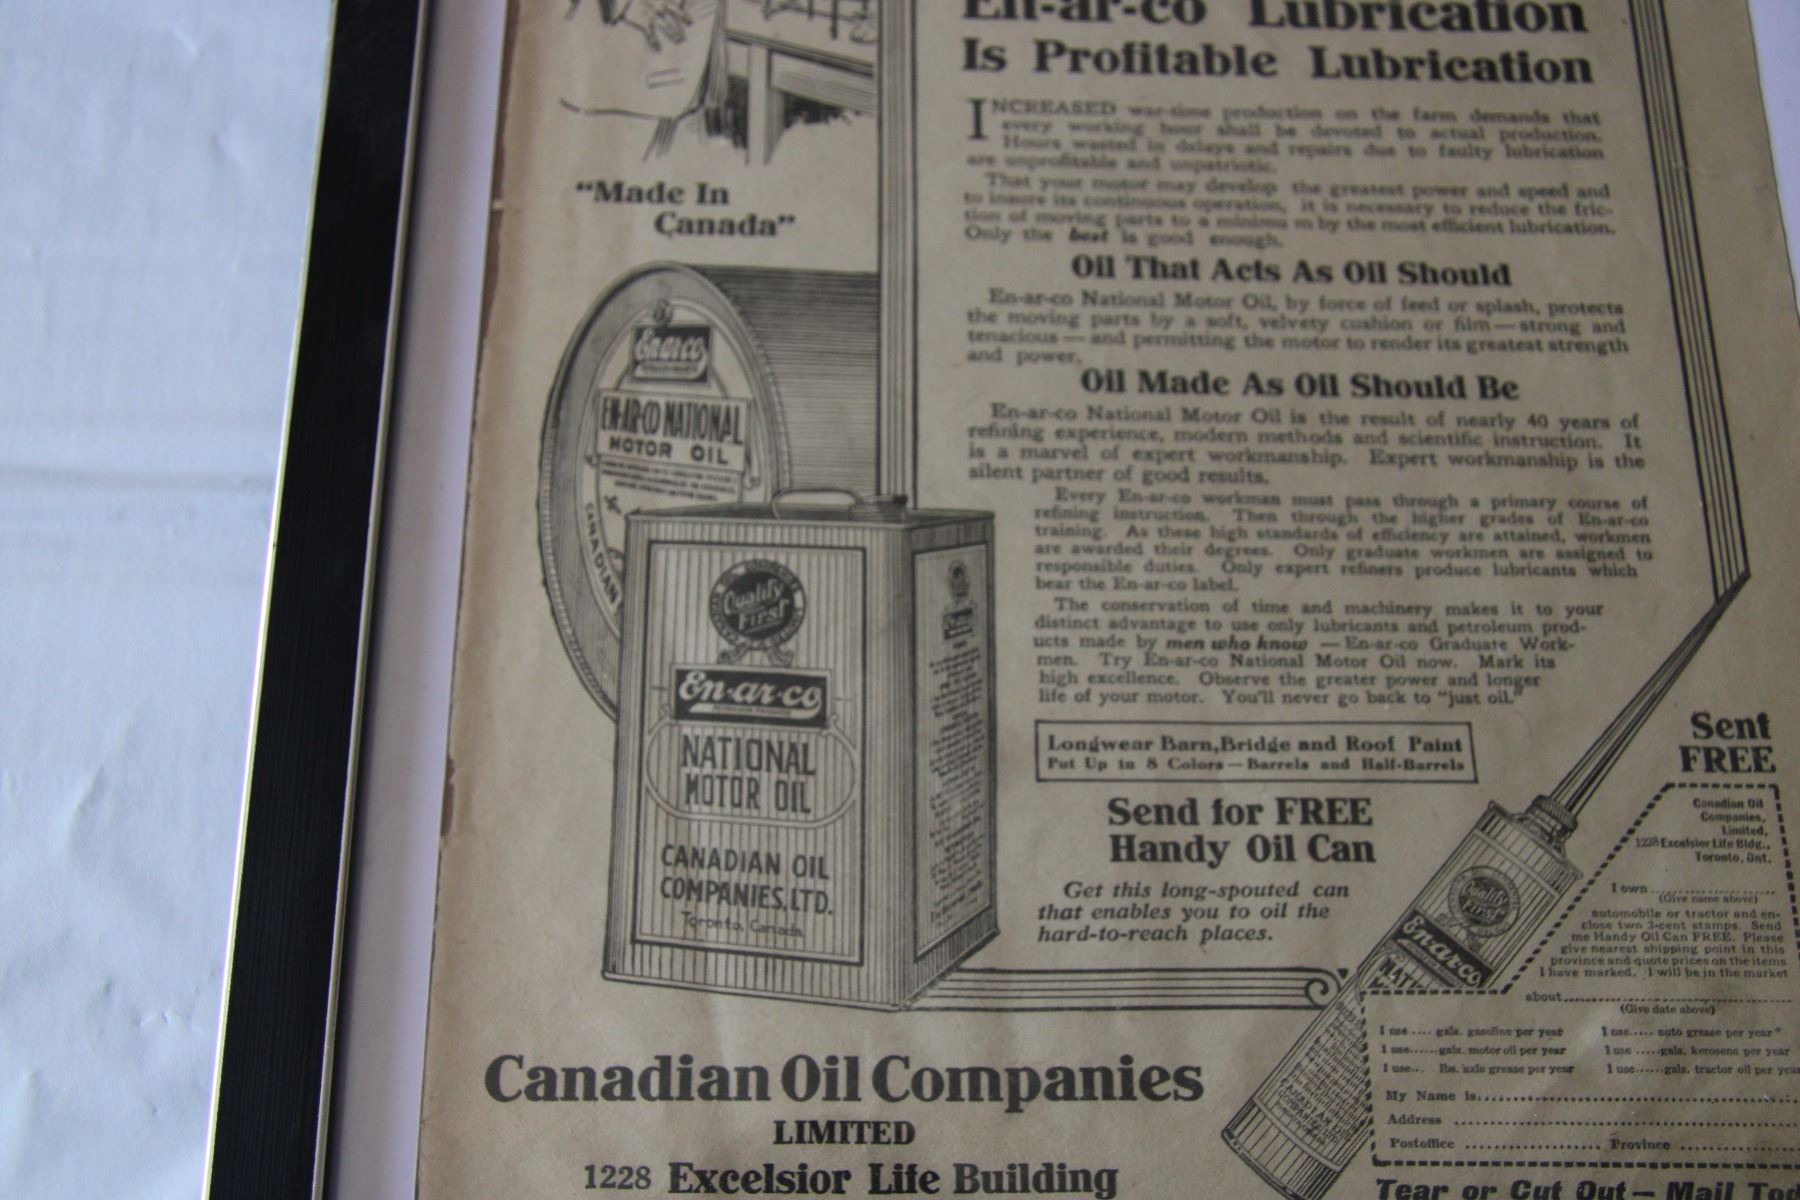 En-ar-co Lubrication
Is Profitable Lubrication
INCREASED war-time production on the farm demands that
every working hour shall be devoted to actual production.
Hours wasted in delays and repairs due to faulty lubrication
are unprofitable and unpatriotic.
That your motor may develop the greatest power and speed and
to insure its continuous operation, it is necessary to reduce the fric-
tion of moving parts to a minimum by the most efficient lubrication.
Only the best is good enough.
Oil That Acts As Oil Should
En-ar-co National Motor Oil, by force of feed or splash, protects
the moving parts by a soft, velvety cushion or film—strong and
tenacious — and permitting the motor to render its greatest strength
and power.
Oil Made As Oil Should Be
En-ar-co National Motor Oil is the result of nearly 40 years of
refining experience, modern methods and scientific instruction. It
is a marvel of expert workmanship. Expert workmanship is the
silent partner of good results.
Every En-ar-co workman must pass through a primary course of
refining instruction. Then through the higher grades of En-ar-co
training. As these high standards of efficiency are attained, workmen
are awarded their degrees. Only graduate workmen are assigned to
responsible duties. Only expert refiners produce lubricants which
bear the En-ar-co label.
The conservation of time and machinery makes it to your
distinct advantage to use only lubricants and petroleum prod-
ucts made by men who know — En-ar-co Graduate Work-
men. Try En-ar-co National Motor Oil now. Mark its
high excellence. Observe the greater power and longer
life of your motor. You'll never go back to "just oil."
Longwear Barn, Bridge and Roof Paint
Put Up in 8 Colors — Barrels and Half-Barrels
Send for FREE
Handy Oil Can
Get this long-spouted can
that enables you to oil the
hard-to-reach places.
"Made In
Canada"
En-ar-co
EN-AR-CO NATIONAL
MOTOR OIL
CANADIAN
Quality
First
En-ar-co
NATIONAL
MOTOR OIL
CANADIAN OIL
COMPANIES, LTD.
Toronto, Canada
Quality
First
En-ar-co
Sent
FREE
Canadian Oil
Companies,
Limited,
1228 Excelsior Life Bldg.,
Toronto, Ont.
I own ..............................
(Give name above)
automobile or tractor and en-
close two 3-cent stamps. Send
me Handy Oil Can FREE. Please
give nearest shipping point in this
province and quote prices on the items
I have marked. I will be in the market
about..............................
(Give date above)
I use .... gals. gasoline per year I use ..... auto grease per year
I use......gals. motor oil per year I use .....gals. kerosene per year
I use... lbs. axle grease per year I use......gals. tractor oil per year
My Name is..............................
Address ..............................
Postoffice .................... Province ....................
Tear or Cut Out — Mail Tod
Canadian Oil Companies
LIMITED
1228 Excelsior Life Building